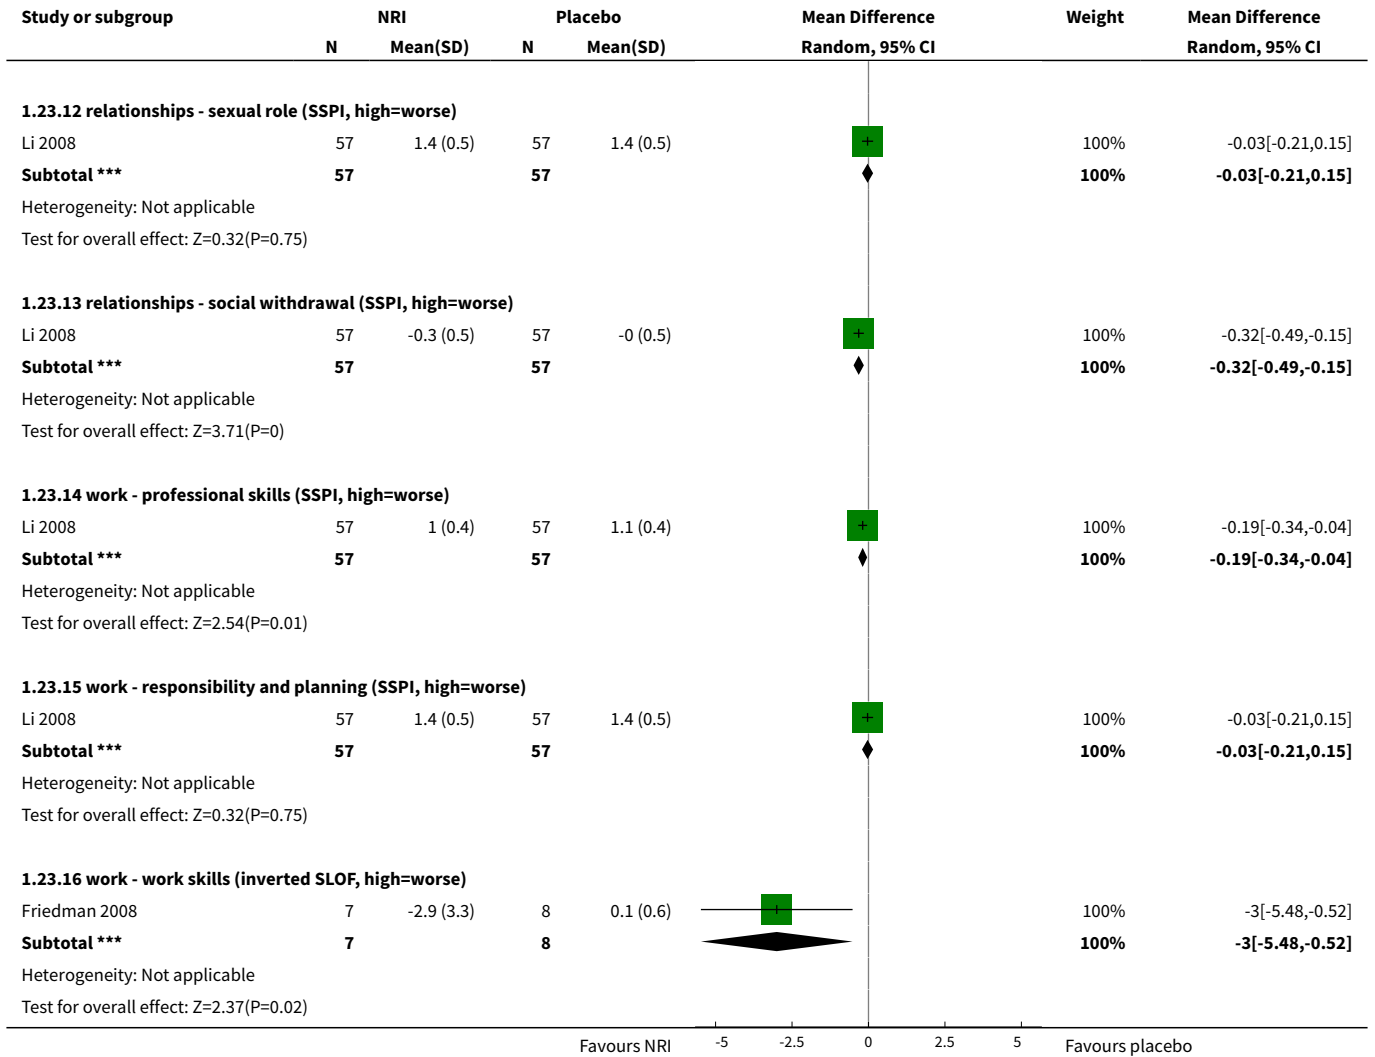 Study or subgroup NRI Placebo Mean Difference Weight Mean Difference
N Mean(SD) N Mean(SD) Random, 95% CI Random, 95% CI
1.23.12 relationships - sexual role (SSPI, high=worse)
Li 2008 57 1.4 (0.5) 57 1.4 (0.5) 100% -0.03[-0.21,0.15]
Subtotal *** 57 57 100% -0.03[-0.21,0.15]
Heterogeneity: Not applicable
Test for overall effect: Z=0.32(P=0.75)
1.23.13 relationships - social withdrawal (SSPI, high=worse)
Li 2008 57 -0.3 (0.5) 57 -0 (0.5) 100% -0.32[-0.49,-0.15]
Subtotal *** 57 57 100% -0.32[-0.49,-0.15]
Heterogeneity: Not applicable
Test for overall effect: Z=3.71(P=0)
1.23.14 work - professional skills (SSPI, high=worse)
Li 2008 57 1 (0.4) 57 1.1 (0.4) 100% -0.19[-0.34,-0.04]
Subtotal *** 57 57 100% -0.19[-0.34,-0.04]
Heterogeneity: Not applicable
Test for overall effect: Z=2.54(P=0.01)
1.23.15 work - responsibility and planning (SSPI, high=worse)
Li 2008 57 1.4 (0.5) 57 1.4 (0.5) 100% -0.03[-0.21,0.15]
Subtotal *** 57 57 100% -0.03[-0.21,0.15]
Heterogeneity: Not applicable
Test for overall effect: Z=0.32(P=0.75)
1.23.16 work - work skills (inverted SLOF, high=worse)
Friedman 2008 7 -2.9 (3.3) 8 0.1 (0.6) 100% -3[-5.48,-0.52]
Subtotal *** 7 8 100% -3[-5.48,-0.52]
Heterogeneity: Not applicable
Test for overall effect: Z=2.37(P=0.02)
Favours NRI -5 -2.5 0 2.5 5 Favours placebo